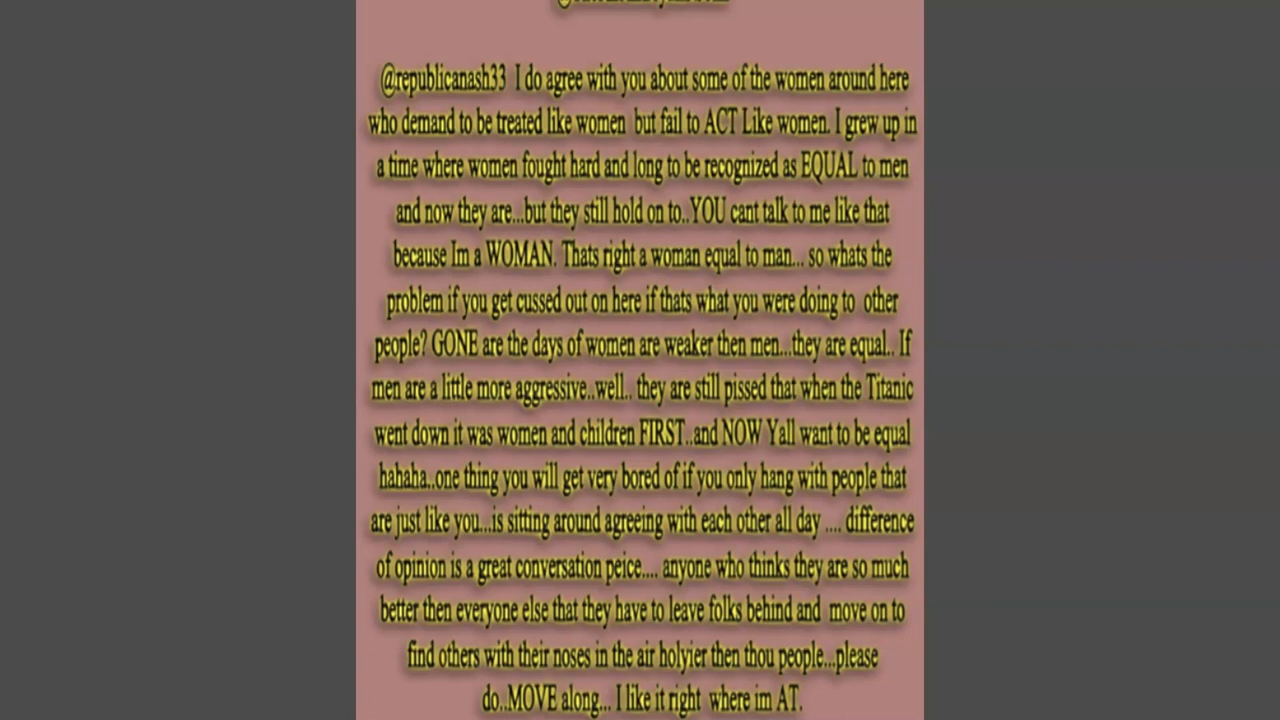 @republicanash33 I do agree with you about some of the women around here
who demand to be treated like women but fail to ACT Like women. I grew up in
a time where women fought hard and long to be recognized as EQUAL to men
and now they are...but they still hold on to..YOU cant talk to me like that
because Im a WOMAN. Thats right a woman equal to man... so whats the
problem if you get cussed out on here if thats what you were doing to other
people? GONE are the days of women are weaker then men...they are equal.. If
men are a little more aggressive..well.. they are still pissed that when the Titanic
went down it was women and children FIRST..and NOW Yall want to be equal
hahaha..one thing you will get very bored of if you only hang with people that
are just like you...is sitting around agreeing with each other all day .... difference
of opinion is a great conversation peice.... anyone who thinks they are so much
better then everyone else that they have to leave folks behind and move on to
find others with their noses in the air holyier then thou people...please
do..MOVE along... I like it right where im AT.